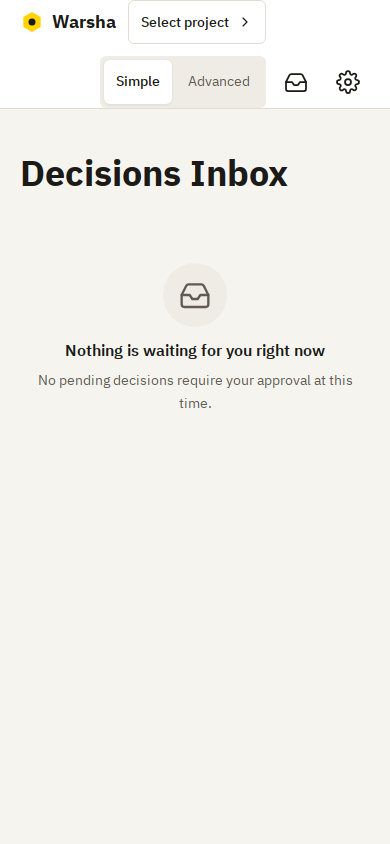 Warsha
Select project
Simple
Advanced
Decisions Inbox
Nothing is waiting for you right now
No pending decisions require your approval at this
time.